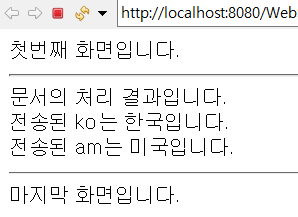 http://localhost:8080/Web
첫번째 화면입니다.
문서의 처리 결과입니다.
전송된 ko는 한국입니다.
전송된 am는 미국입니다.
마지막 화면입니다.